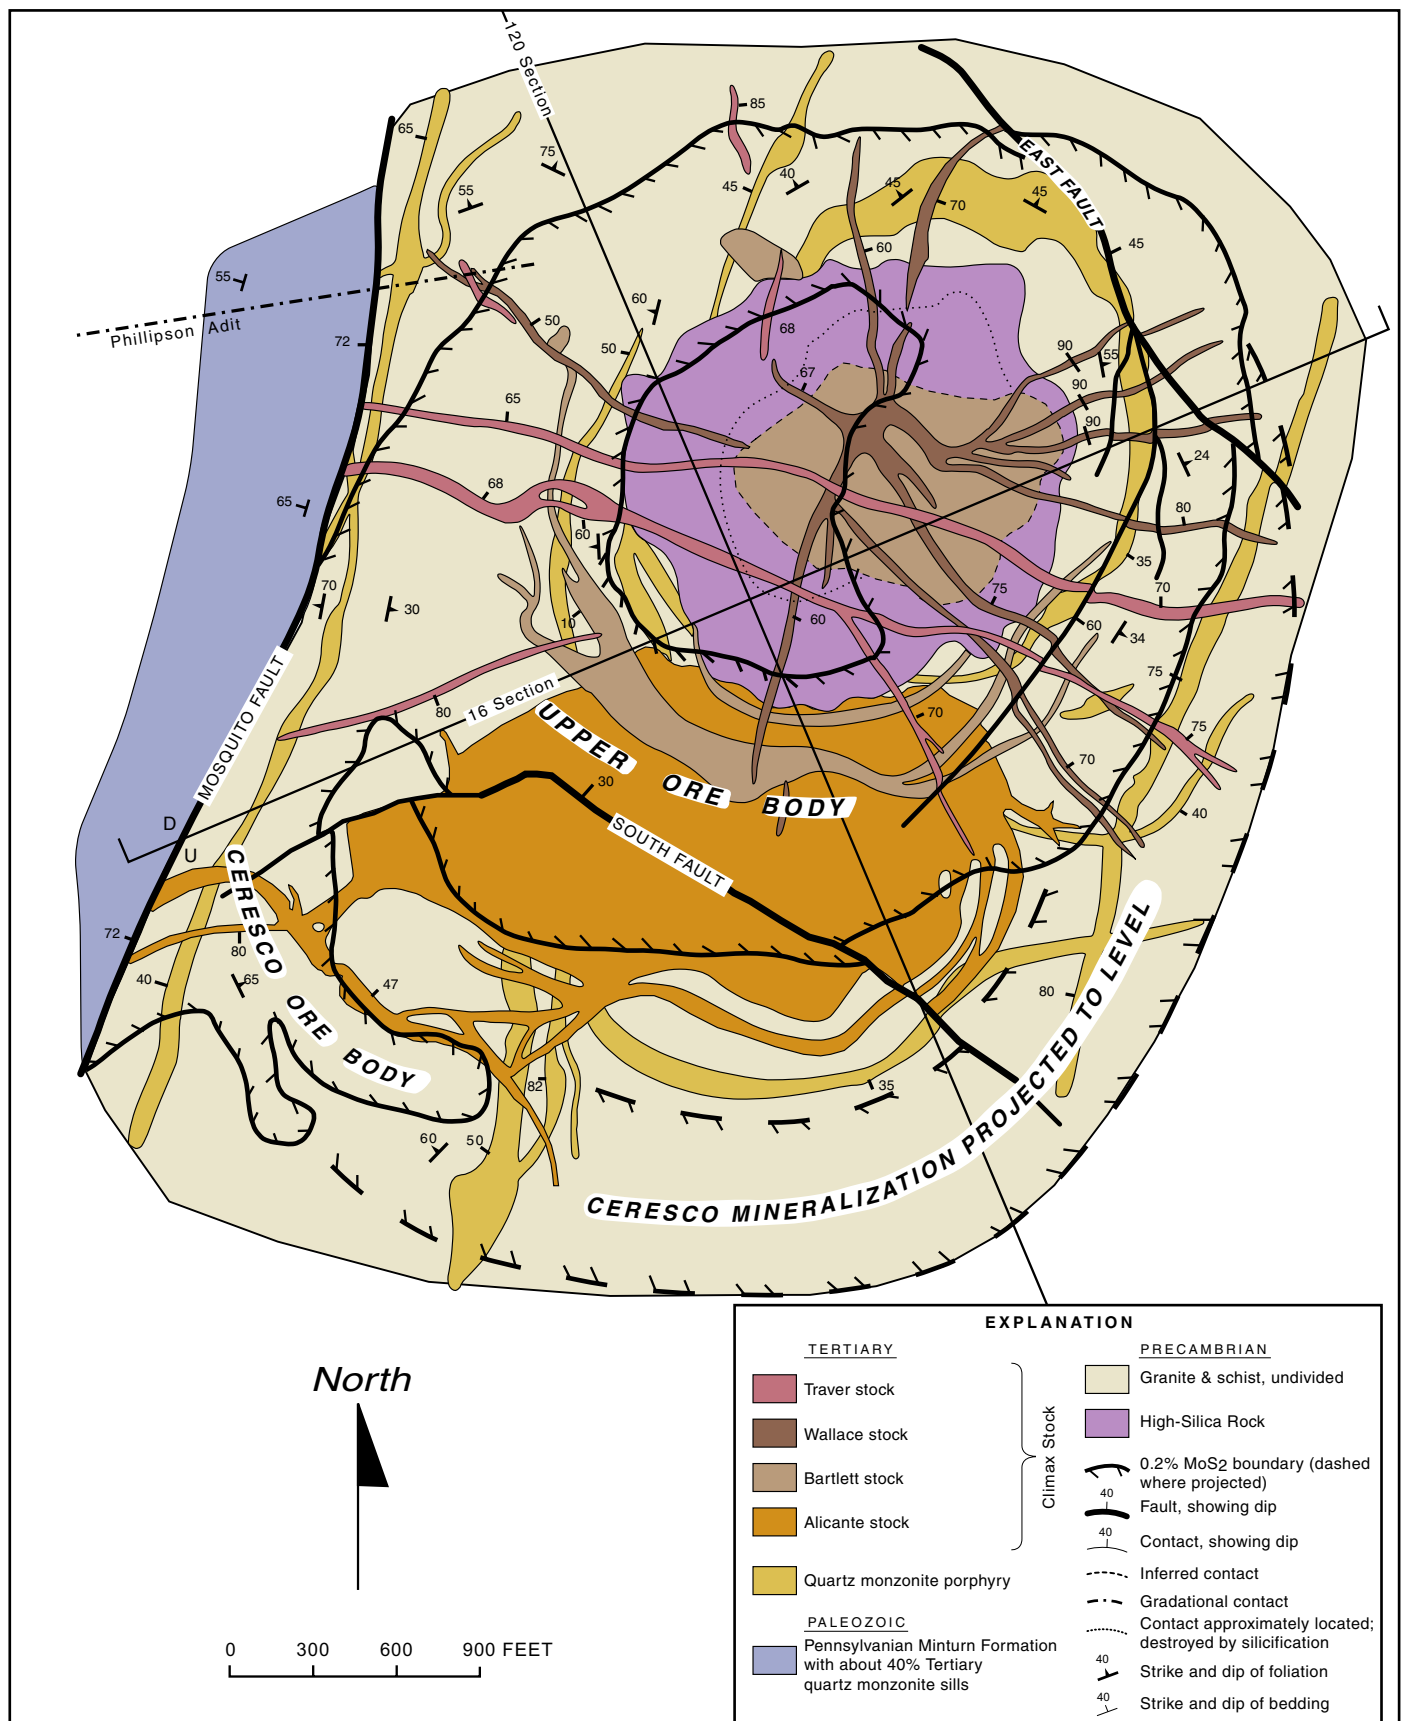 120 Section
65
85
75
55
45
40
45
70
45
EAST FAULT
45
60
55
Phillipson Adit
60
50
72
50
68
67
90
55
90
90
65
24
68
65
80
60
35
70
30
10
75
70
60
60
34
75
MOSQUITO FAULT
80
16 Section
70
75
UPPER ORE BODY
30
70
SOUTH FAULT
40
D
U
CERESCO ORE BODY
72
80
65
40
47
80
82
35
60
50
CERESCO MINERALIZATION PROJECTED TO LEVEL
North
0 300 600 900 FEET
EXPLANATION
TERTIARY
Traver stock
Wallace stock
Bartlett stock
Alicante stock
Climax Stock
Quartz monzonite porphyry
PALEOZOIC
Pennsylvanian Minturn Formation
with about 40% Tertiary
quartz monzonite sills
PRECAMBRIAN
Granite & schist, undivided
High-Silica Rock
0.2% MoS2 boundary (dashed
where projected)
40
Fault, showing dip
40
Contact, showing dip
Inferred contact
Gradational contact
Contact approximately located;
destroyed by silicification
40
Strike and dip of foliation
40
Strike and dip of bedding